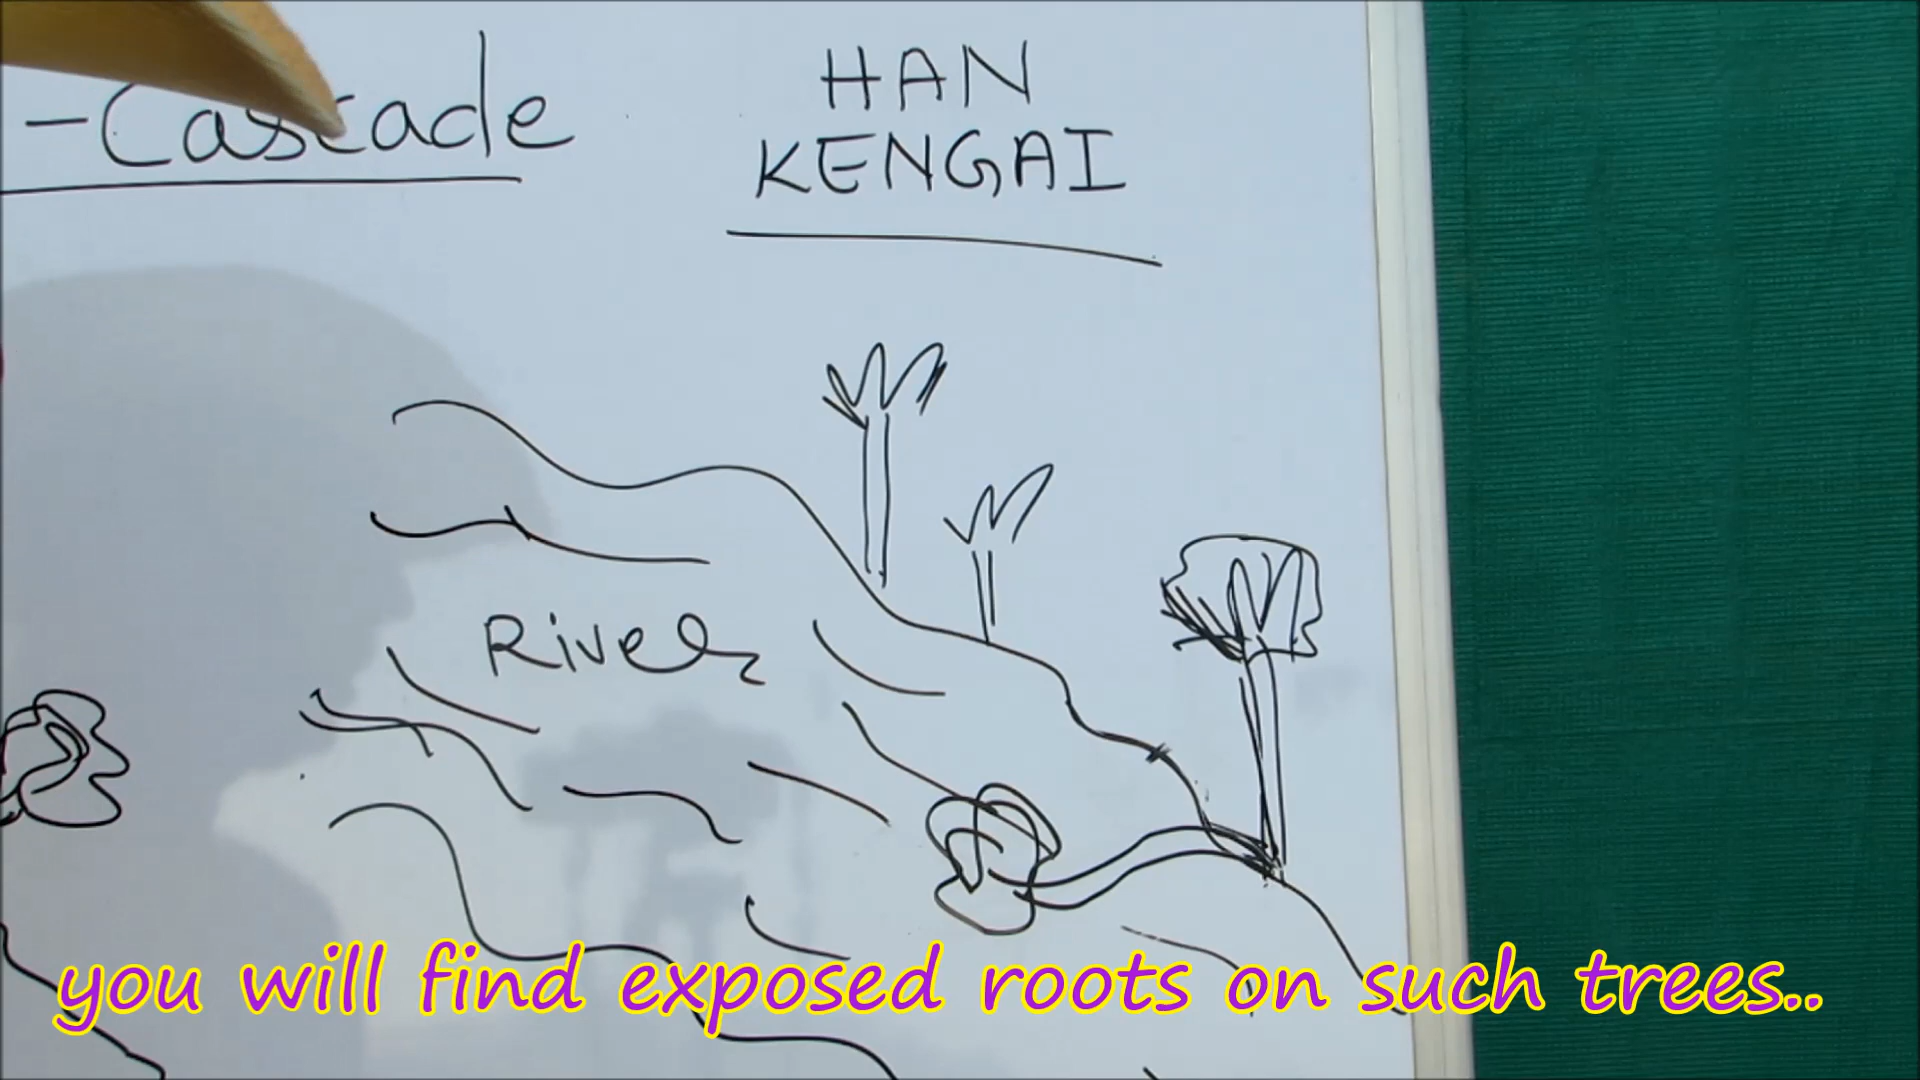 -Cascade
HAN
KENGAI
River
you will find exposed roots on such trees..